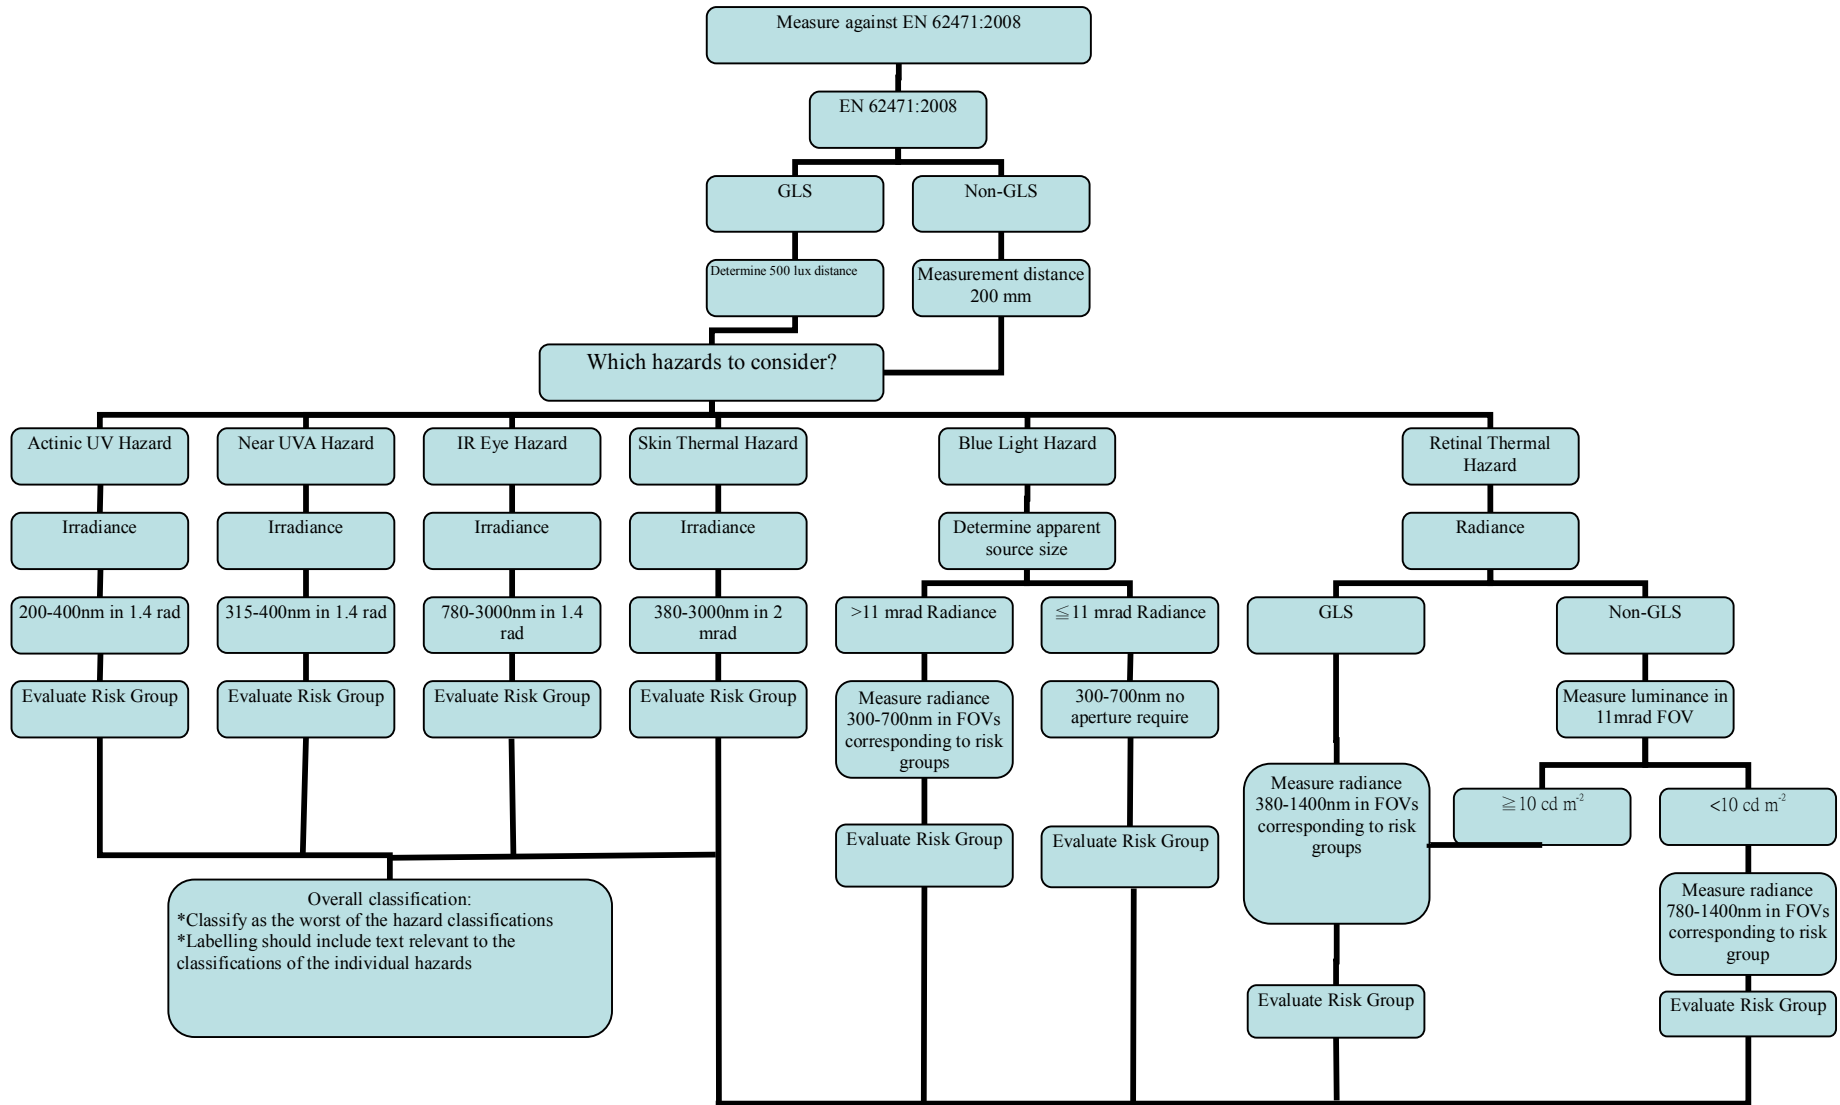 Measure against EN 62471:2008
EN 62471:2008
GLS
Non-GLS
Determine 500 lux distance
Measurement distance
200 mm
Which hazards to consider?
Actinic UV Hazard
Near UVA Hazard
IR Eye Hazard
Skin Thermal Hazard
Blue Light Hazard
Retinal Thermal
Hazard
Irradiance
Irradiance
Irradiance
Irradiance
Determine apparent
source size
Radiance
200-400nm in 1.4 rad
315-400nm in 1.4 rad
780-3000nm in 1.4
rad
380-3000nm in 2
mrad
>11 mrad Radiance
≦11 mrad Radiance
GLS
Non-GLS
Evaluate Risk Group
Evaluate Risk Group
Evaluate Risk Group
Evaluate Risk Group
Measure radiance
300-700nm in FOVs
corresponding to risk
groups
300-700nm no
aperture require
Measure luminance in
11mrad FOV
Measure radiance
380-1400nm in FOVs
corresponding to risk
groups
≧10 cd m-2
<10 cd m-2
Evaluate Risk Group
Evaluate Risk Group
Measure radiance
780-1400nm in FOVs
corresponding to risk
group
Overall classification:
*Classify as the worst of the hazard classifications
*Labelling should include text relevant to the
classifications of the individual hazards
Evaluate Risk Group
Evaluate Risk Group